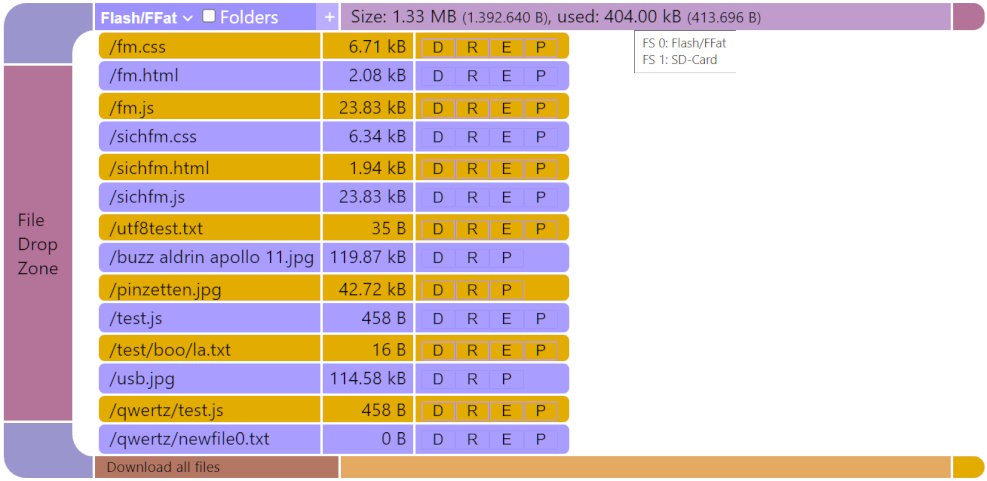 Flash/FFat Folders + Size: 1.33 MB (1.392.640 B), used: 404.00 kB (413.696 B)
FS 0: Flash/FFat
FS 1: SD-Card
/fm.css 6.71 kB D R E P
/fm.html 2.08 kB D R E P
/fm.js 23.83 kB D R E P
/sichfm.css 6.34 kB D R E P
/sichfm.html 1.94 kB D R E P
/sichfm.js 23.83 kB D R E P
/utf8test.txt 35 B D R E P
/buzz aldrin apollo 11.jpg 119.87 kB D R P
/pinzetten.jpg 42.72 kB D R P
/test.js 458 B D R E P
/test/boo/la.txt 16 B D R E P
/usb.jpg 114.58 kB D R P
/qwertz/test.js 458 B D R E P
/qwertz/newfile0.txt 0 B D R E P
File
Drop
Zone
Download all files